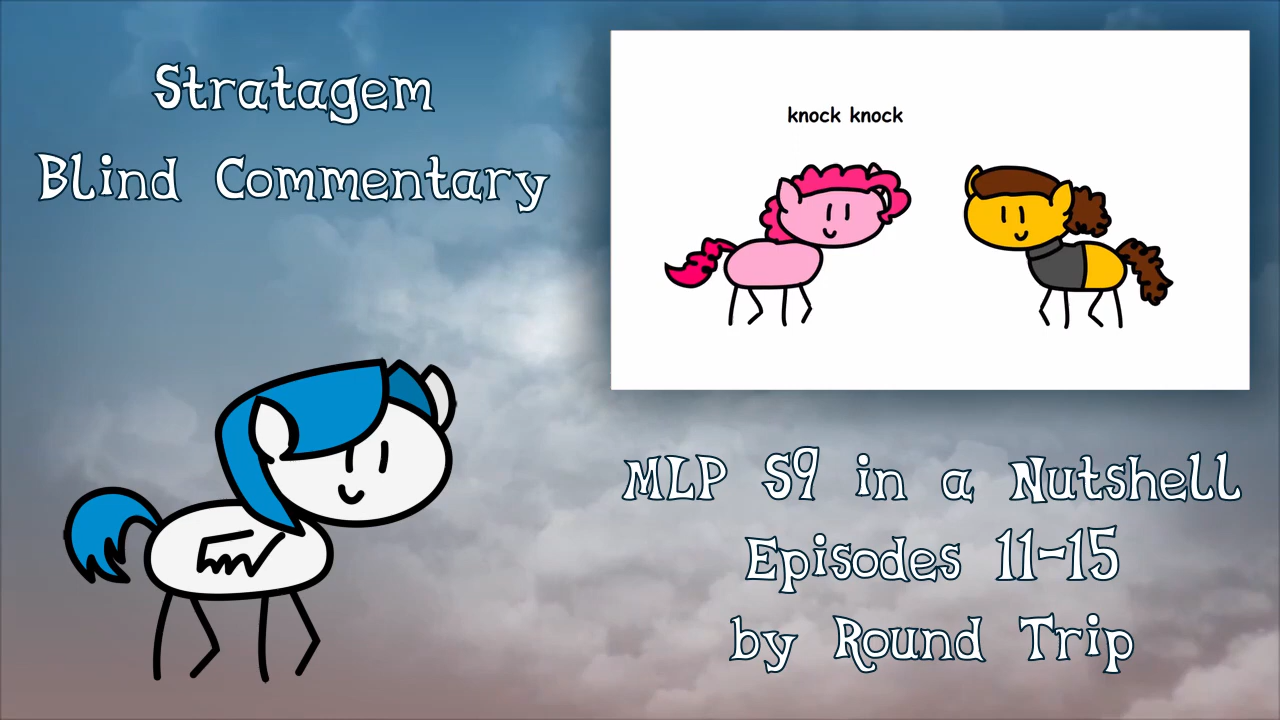 Stratagem
Blind Commentary
knock knock
MLP S9 in a Nutshell
Episodes 11-15
by Round Trip